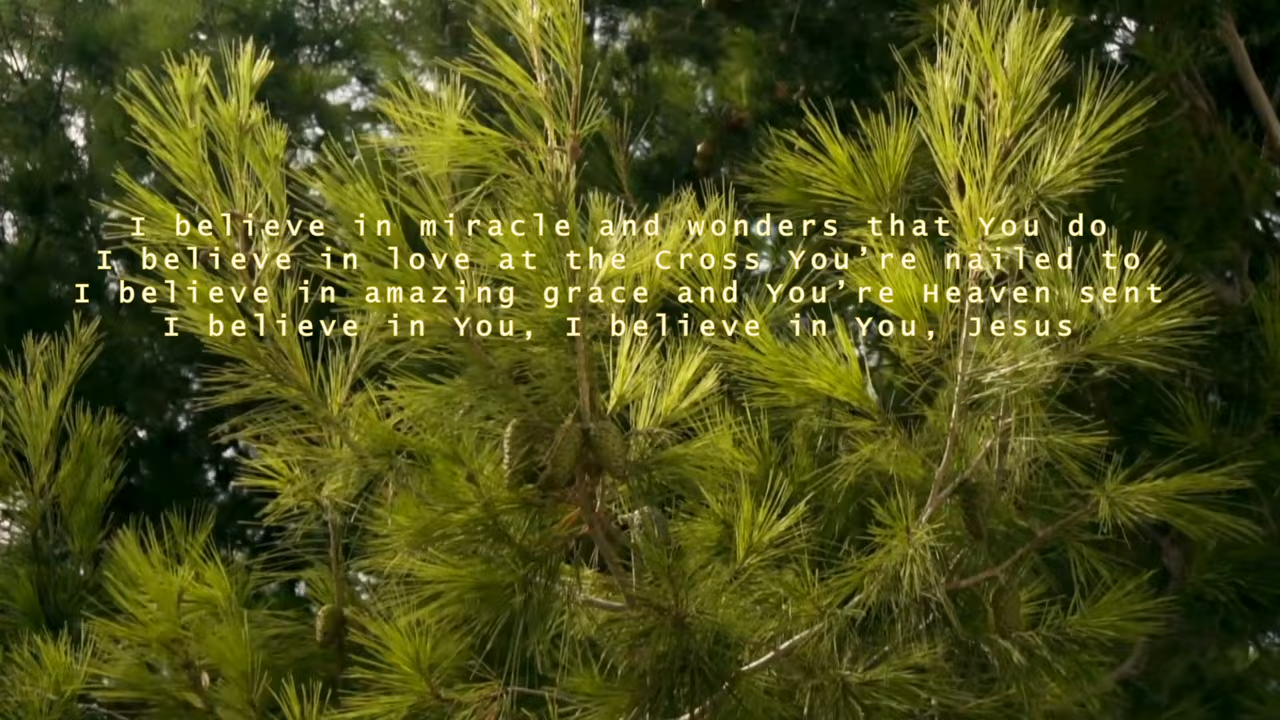 I believe in miracle and wonders that You do
I believe in love at the Cross You’re nailed to
I believe in amazing grace and You’re Heaven sent
I believe in You, I believe in You, Jesus